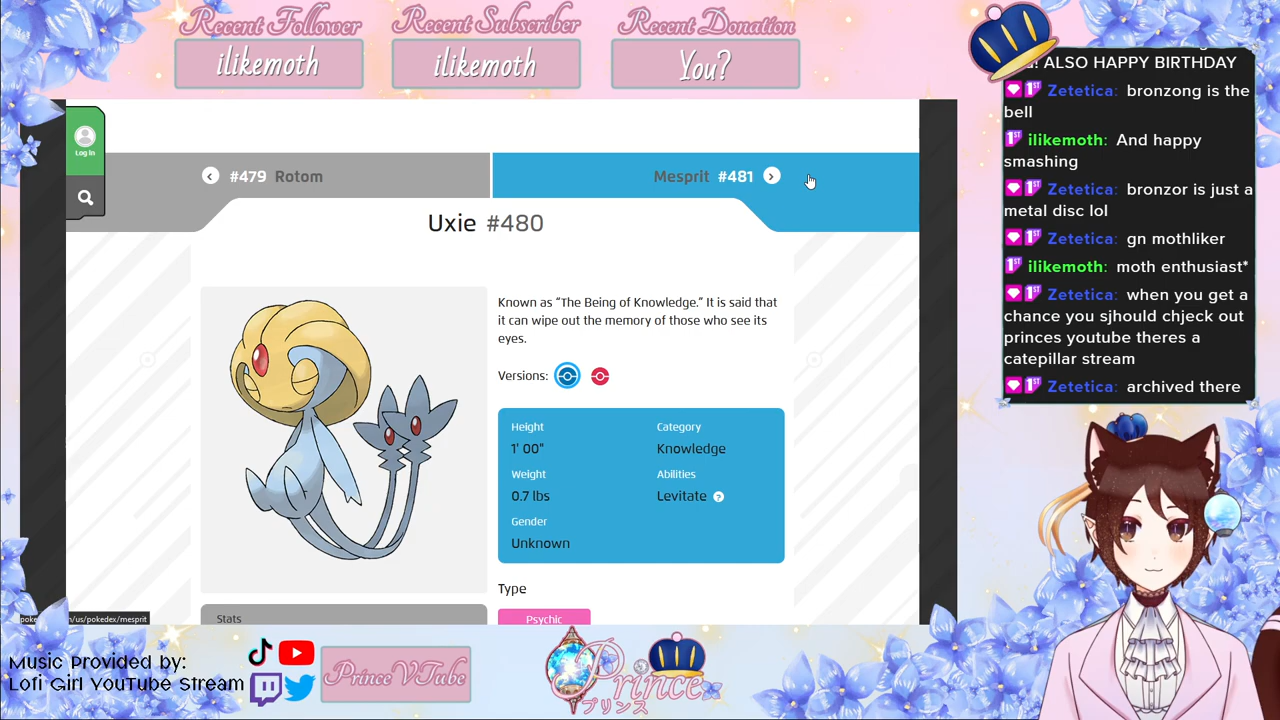 Recent Follower
ilikemoth
Recent Subscriber
ilikemoth
Recent Donation
You?
Log In
#479 Rotom
Mesprit #481
Uxie #480
Known as “The Being of Knowledge.” It is said that
it can wipe out the memory of those who see its
eyes.
Versions:
Height
1' 00"
Category
Knowledge
Weight
0.7 lbs
Abilities
Levitate ?
Gender
Unknown
Type
Psychic
Stats
/us/pokedex/mesprit
! ALSO HAPPY BIRTHDAY
Zetetica: bronzong is the
bell
ilikemoth: And happy
smashing
Zetetica: bronzor is just a
metal disc lol
Zetetica: gn mothliker
ilikemoth: moth enthusiast*
Zetetica: when you get a
chance you sjhould chjeck out
princes youtube theres a
catepillar stream
Zetetica: archived there
Music Provided by:
Lofi Girl YouTube Stream
Prince VTube
Prince
プリンス